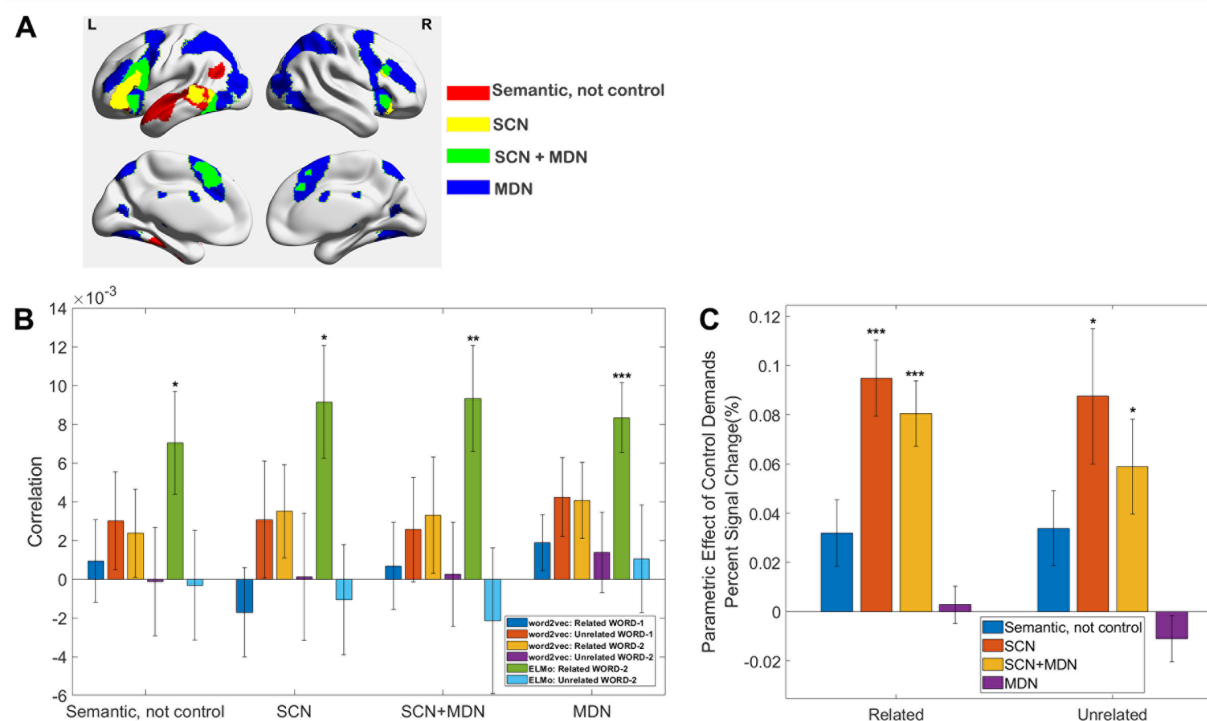 A
L
R
Semantic, not control
SCN
SCN + MDN
MDN
B
×10⁻³
14
12
10
8
6
4
2
0
-2
-4
-6
Correlation
*
*
**
***
word2vec: Related WORD-1
word2vec: Unrelated WORD-1
word2vec: Related WORD-2
word2vec: Unrelated WORD-2
ELMo: Related WORD-2
ELMo: Unrelated WORD-2
Semantic, not control
SCN
SCN+MDN
MDN
C
Parametric Effect of Control Demands
Percent Signal Change(%)
0.12
0.1
0.08
0.06
0.04
0.02
0
-0.02
***
***
*
*
Semantic, not control
SCN
SCN+MDN
MDN
Related
Unrelated